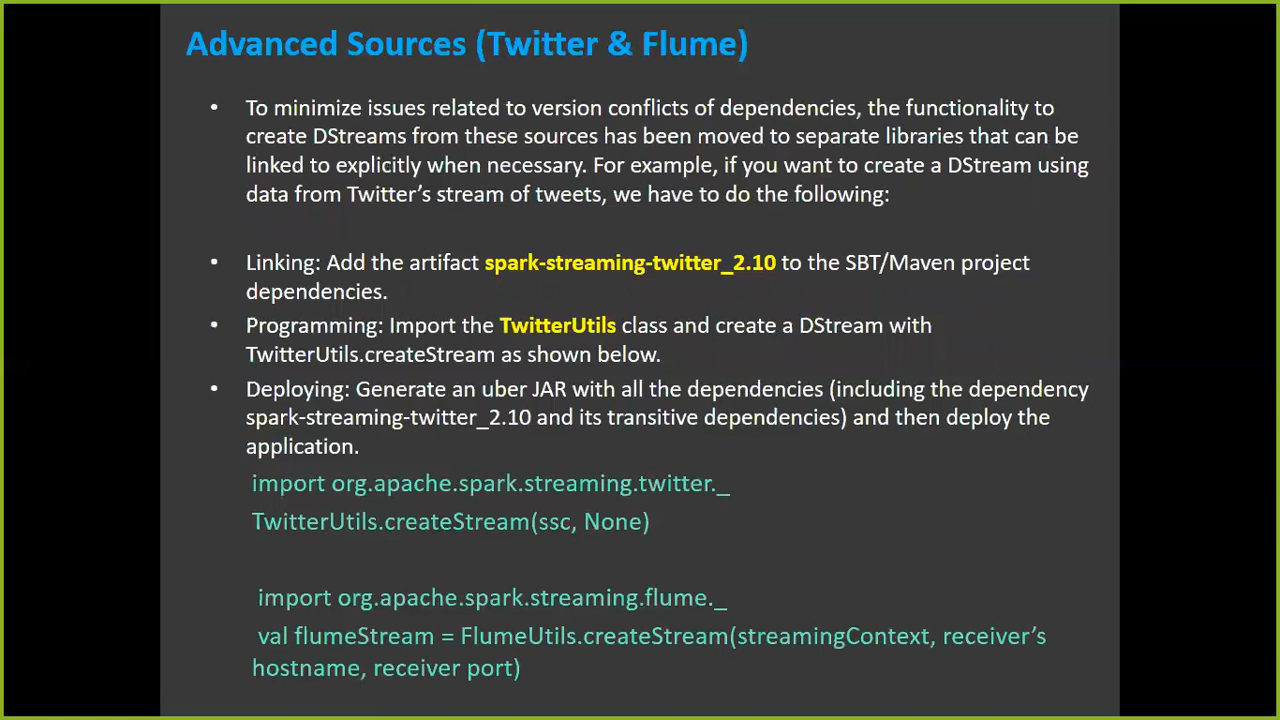 Advanced Sources (Twitter & Flume)
• To minimize issues related to version conflicts of dependencies, the functionality to
create DStreams from these sources has been moved to separate libraries that can be
linked to explicitly when necessary. For example, if you want to create a DStream using
data from Twitter’s stream of tweets, we have to do the following:
• Linking: Add the artifact spark-streaming-twitter_2.10 to the SBT/Maven project
dependencies.
• Programming: Import the TwitterUtils class and create a DStream with
TwitterUtils.createStream as shown below.
• Deploying: Generate an uber JAR with all the dependencies (including the dependency
spark-streaming-twitter_2.10 and its transitive dependencies) and then deploy the
application.
import org.apache.spark.streaming.twitter._
TwitterUtils.createStream(ssc, None)
import org.apache.spark.streaming.flume._
val flumeStream = FlumeUtils.createStream(streamingContext, receiver’s
hostname, receiver port)